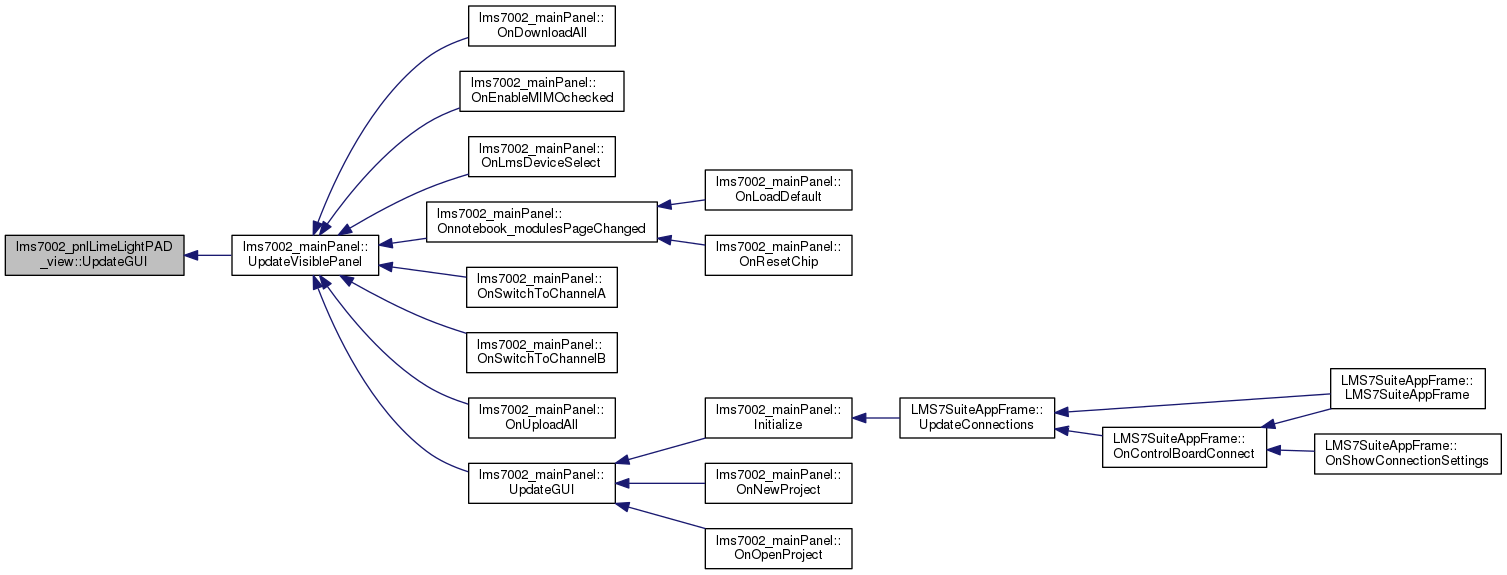 lms7002_pnlLimeLightPAD
_view::UpdateGUI
lms7002_mainPanel::
UpdateVisiblePanel
lms7002_mainPanel::
OnDownloadAll
lms7002_mainPanel::
OnEnableMIMOchecked
lms7002_mainPanel::
OnLmsDeviceSelect
lms7002_mainPanel::
Onnotebook_modulesPageChanged
lms7002_mainPanel::
OnLoadDefault
lms7002_mainPanel::
OnResetChip
lms7002_mainPanel::
OnSwitchToChannelA
lms7002_mainPanel::
OnSwitchToChannelB
lms7002_mainPanel::
OnUploadAll
lms7002_mainPanel::
UpdateGUI
lms7002_mainPanel::
Initialize
LMS7SuiteAppFrame::
UpdateConnections
LMS7SuiteAppFrame::
LMS7SuiteAppFrame
LMS7SuiteAppFrame::
OnControlBoardConnect
LMS7SuiteAppFrame::
OnShowConnectionSettings
lms7002_mainPanel::
OnNewProject
lms7002_mainPanel::
OnOpenProject